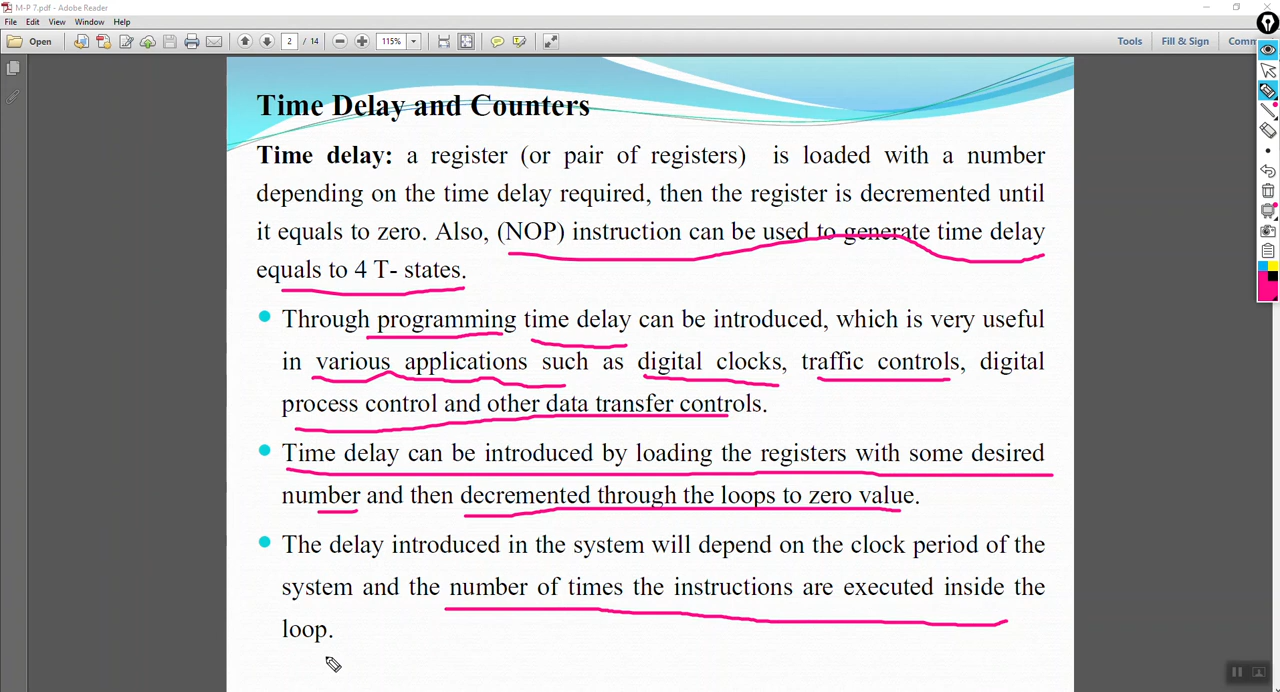 M-P 7.pdf - Adobe Reader
File Edit View Window Help
Open 2 / 14 115% Tools Fill & Sign
Time Delay and Counters
Time delay: a register (or pair of registers) is loaded with a number
depending on the time delay required, then the register is decremented until
it equals to zero. Also, (NOP) instruction can be used to generate time delay
equals to 4 T- states.
Through programming time delay can be introduced, which is very useful
in various applications such as digital clocks, traffic controls, digital
process control and other data transfer controls.
Time delay can be introduced by loading the registers with some desired
number and then decremented through the loops to zero value.
The delay introduced in the system will depend on the clock period of the
system and the number of times the instructions are executed inside the
loop.